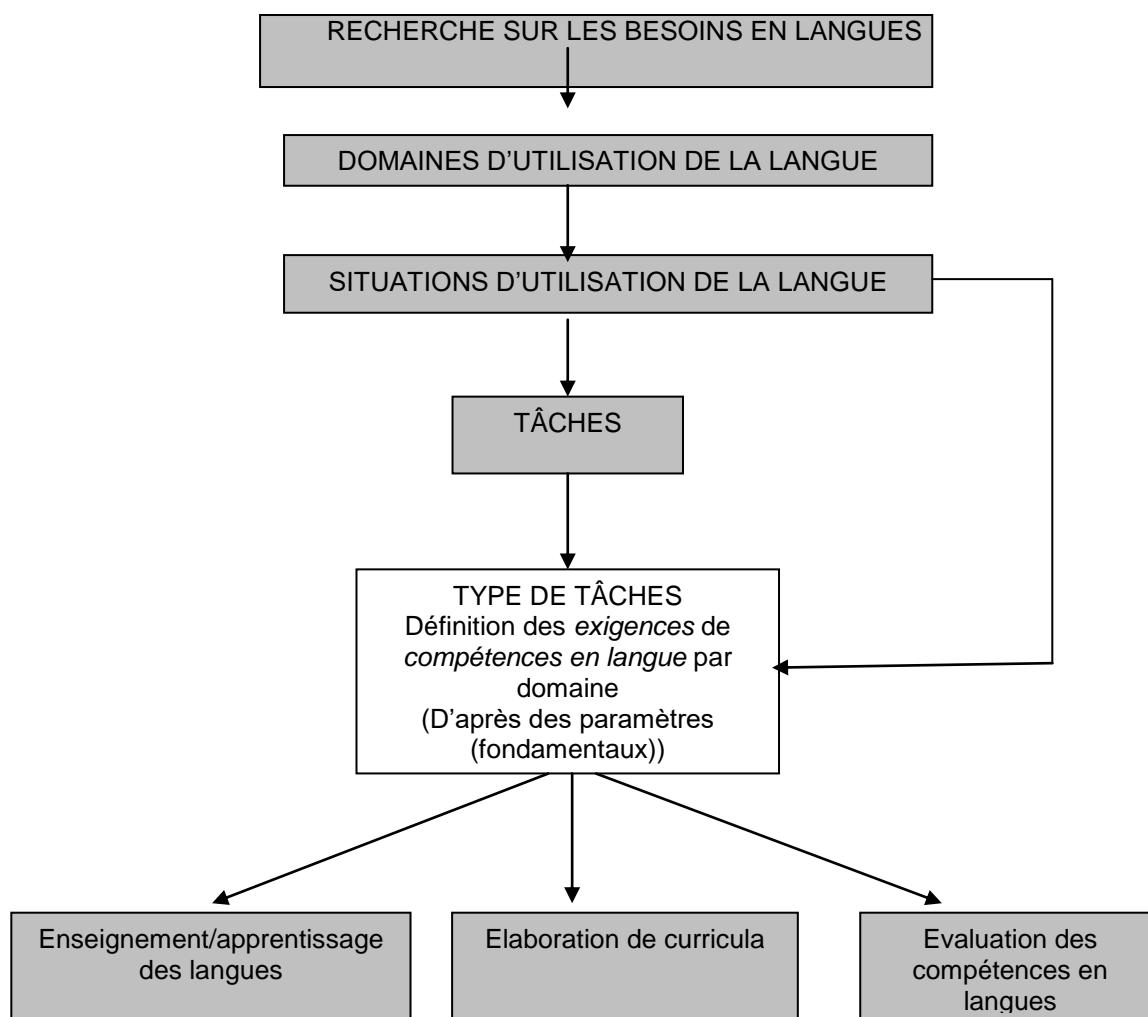 RECHERCHE SUR LES BESOINS EN LANGUES
DOMAINES D’UTILISATION DE LA LANGUE
SITUATIONS D’UTILISATION DE LA LANGUE
TÂCHES
TYPE DE TÂCHES
Définition des exigences de
compétences en langue par
domaine
(D’après des paramètres
(fondamentaux))
Enseignement/apprentissage
des langues
Elaboration de curricula
Evaluation des
compétences en
langues